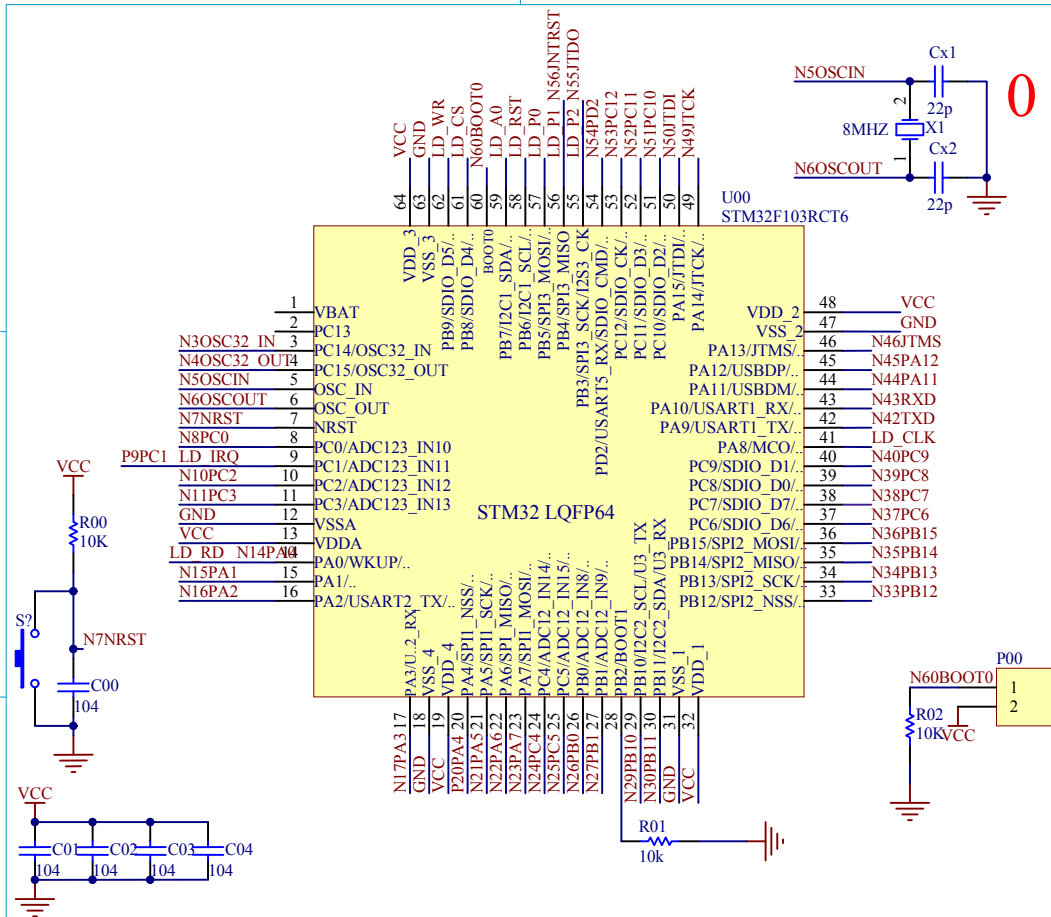 VCC
GND
LD_WR
LD_CS
N60BOOT0
LD_A0
LD_RST
LD_P0
LD_P1 N56JNTRST
LD_P2 N55JTDO
N54PD2
N53PC12
N52PC11
N51PC10
N50JTDI
N49JTCK
64
63
62
61
60
59
58
57
56
55
54
53
52
51
50
49
VDD_3
VSS_3
PB9/SDIO_D5/..
PB8/SDIO_D4/..
BOOT0
PB7/I2C1_SDA/..
PB6/I2C1_SCL/..
PB5/SPI3_MOSI/..
PB4/SPI3_MISO
PB3/SPI3_SCK/I2S3_CK
PD2/USART5_RX/SDIO_CMD/..
PC12/SDIO_CK/..
PC11/SDIO_D3/..
PC10/SDIO_D2/..
PA15/JTDI/..
PA14/JTCK/..
U00
STM32F103RCT6
N5OSCIN
Cx1
22p
2
8MHZ
X1
1
Cx2
N6OSCOUT
22p
0
1 VBAT
2 PC13
N3OSC32_IN 3 PC14/OSC32_IN
N4OSC32_OUT 4 PC15/OSC32_OUT
N5OSCIN 5 OSC_IN
N6OSCOUT 6 OSC_OUT
N7NRST 7 NRST
N8PC0 8 PC0/ADC123_IN10
P9PC1 LD_IRQ 9 PC1/ADC123_IN11
N10PC2 10 PC2/ADC123_IN12
N11PC3 11 PC3/ADC123_IN13
GND 12 VSSA
VCC 13 VDDA
LD_RD N14PA0 14 PA0/WKUP/..
N15PA1 15 PA1/..
N16PA2 16 PA2/USART2_TX/..
STM32 LQFP64
VDD_2 48 VCC
VSS_2 47 GND
PA13/JTMS/.. 46 N46JTMS
PA12/USBDP/.. 45 N45PA12
PA11/USBDM/.. 44 N44PA11
PA10/USART1_RX/.. 43 N43RXD
PA9/USART1_TX/.. 42 N42TXD
PA8/MCO/.. 41 LD_CLK
PC9/SDIO_D1/.. 40 N40PC9
PC8/SDIO_D0/.. 39 N39PC8
PC7/SDIO_D7/.. 38 N38PC7
PC6/SDIO_D6/.. 37 N37PC6
PB15/SPI2_MOSI/.. 36 N36PB15
PB14/SPI2_MISO/.. 35 N35PB14
PB13/SPI2_SCK/.. 34 N34PB13
PB12/SPI2_NSS/.. 33 N33PB12
PA3/U..2_RX
VSS_4
VDD_4
PA4/SPI1_NSS/..
PA5/SPI1_SCK/..
PA6/SPI_MISO/..
PA7/SPI1_MOSI/..
PC4/ADC12_IN14/..
PC5/ADC12_IN15/..
PB0/ADC12_IN8/..
PB1/ADC12_IN9/..
PB2/BOOT1
PB10/I2C2_SCL/U3_TX
PB11/I2C2_SDA/U3_RX
VSS_1
VDD_1
17
18
19
20
21
22
23
24
25
26
27
28
29
30
31
32
N17PA3
GND
VCC
P20PA4
N21PA5
N22PA6
N23PA7
N24PC4
N25PC5
N26PB0
N27PB1
N29PB10
N30PB11
GND
VCC
VCC
R00
10K
S?
N7NRST
C00
104
VCC
C01
C02
C03
C04
104
104
104
104
R01
10k
P00
N60BOOT0
1
2
R02
10K
VCC